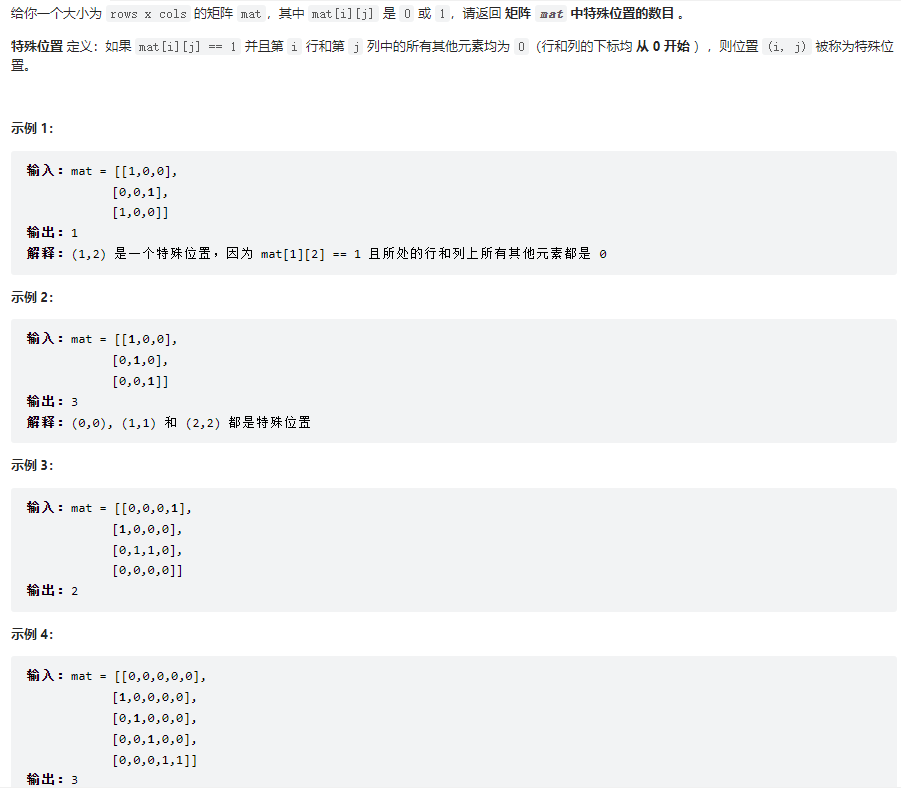 给你一个大小为 rows x cols 的矩阵 mat，其中 mat[i][j] 是 0 或 1，请返回 矩阵 mat 中特殊位置的数目 。
特殊位置 定义：如果 mat[i][j] == 1 并且第 i 行和第 j 列中的所有其他元素均为 0（行和列的下标均 从 0 开始 ），则位置 (i, j) 被称为特殊位
置。
示例 1：
输入：mat = [[1,0,0],
[0,0,1],
[1,0,0]]
输出：1
解释：(1,2) 是一个特殊位置，因为 mat[1][2] == 1 且所处的行和列上所有其他元素都是 0
示例 2：
输入：mat = [[1,0,0],
[0,1,0],
[0,0,1]]
输出：3
解释：(0,0), (1,1) 和 (2,2) 都是特殊位置
示例 3：
输入：mat = [[0,0,0,1],
[1,0,0,0],
[0,1,1,0],
[0,0,0,0]]
输出：2
示例 4：
输入：mat = [[0,0,0,0,0],
[1,0,0,0,0],
[0,1,0,0,0],
[0,0,1,0,0],
[0,0,0,1,1]]
输出：3